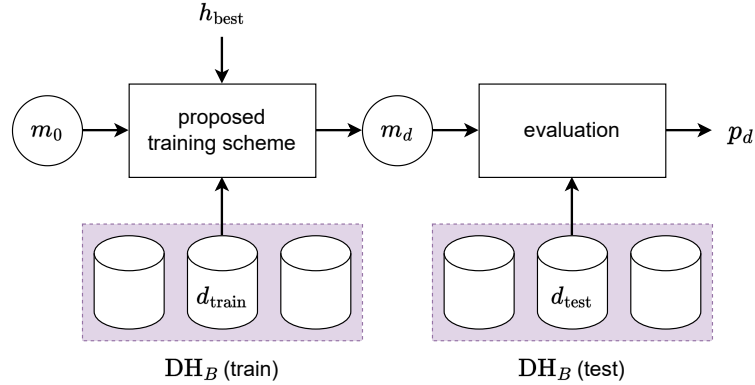 h_best
m_0
proposed
training scheme
m_d
evaluation
p_d
d_train
d_test
DH_B (train)
DH_B (test)